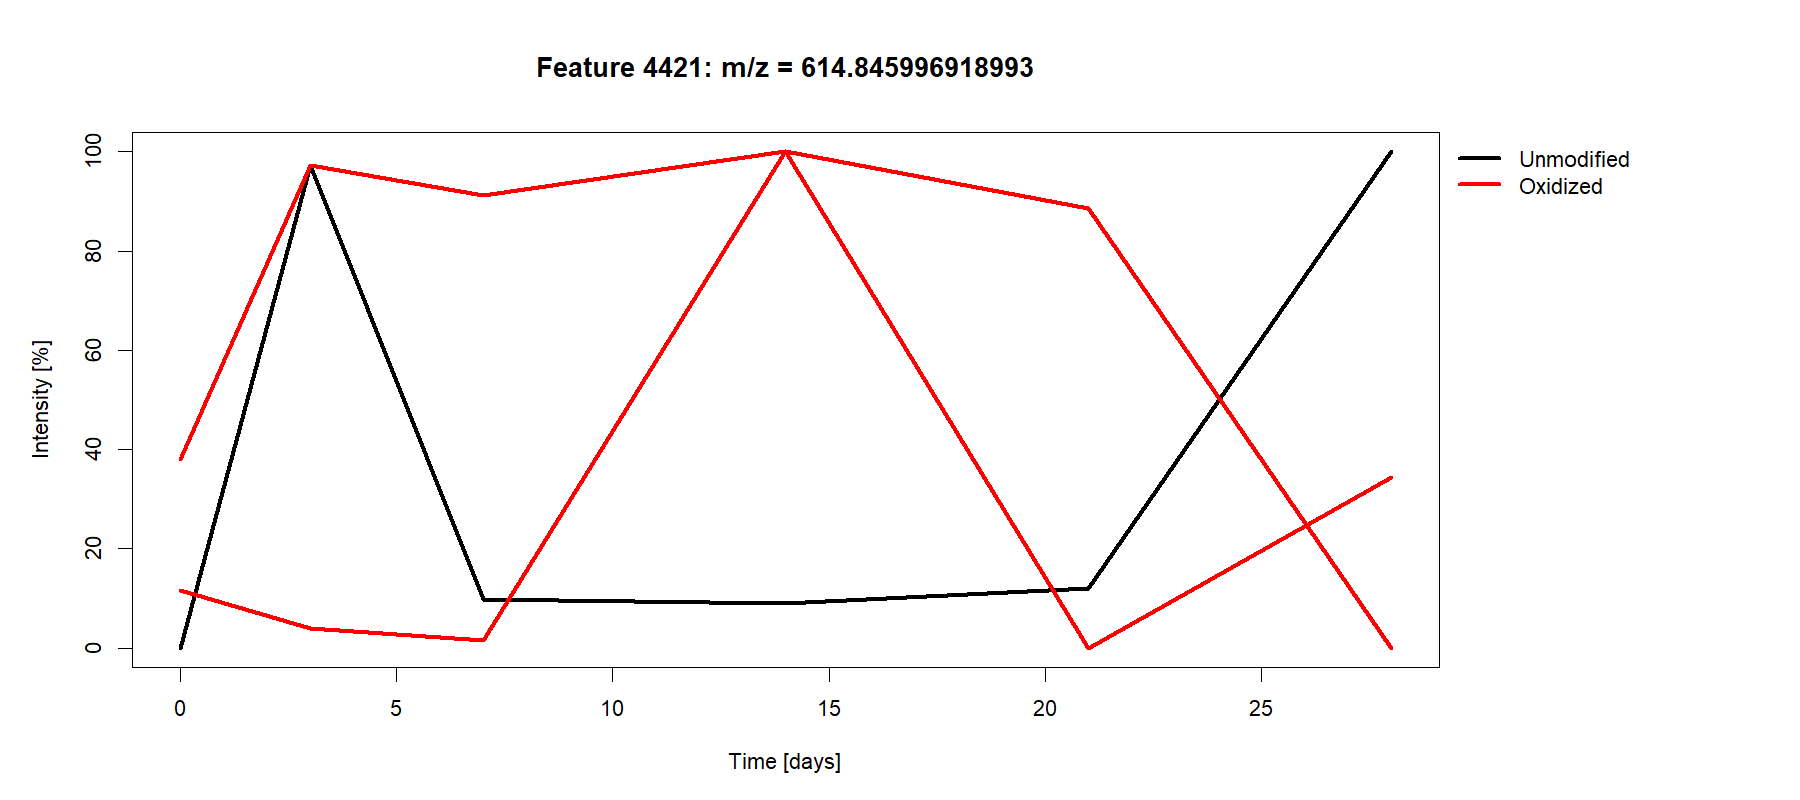 Feature 4421: m/z = 614.845996918993
Unmodified
Oxidized
Intensity [%]
100
80
60
40
20
0
0 5 10 15 20 25
Time [days]